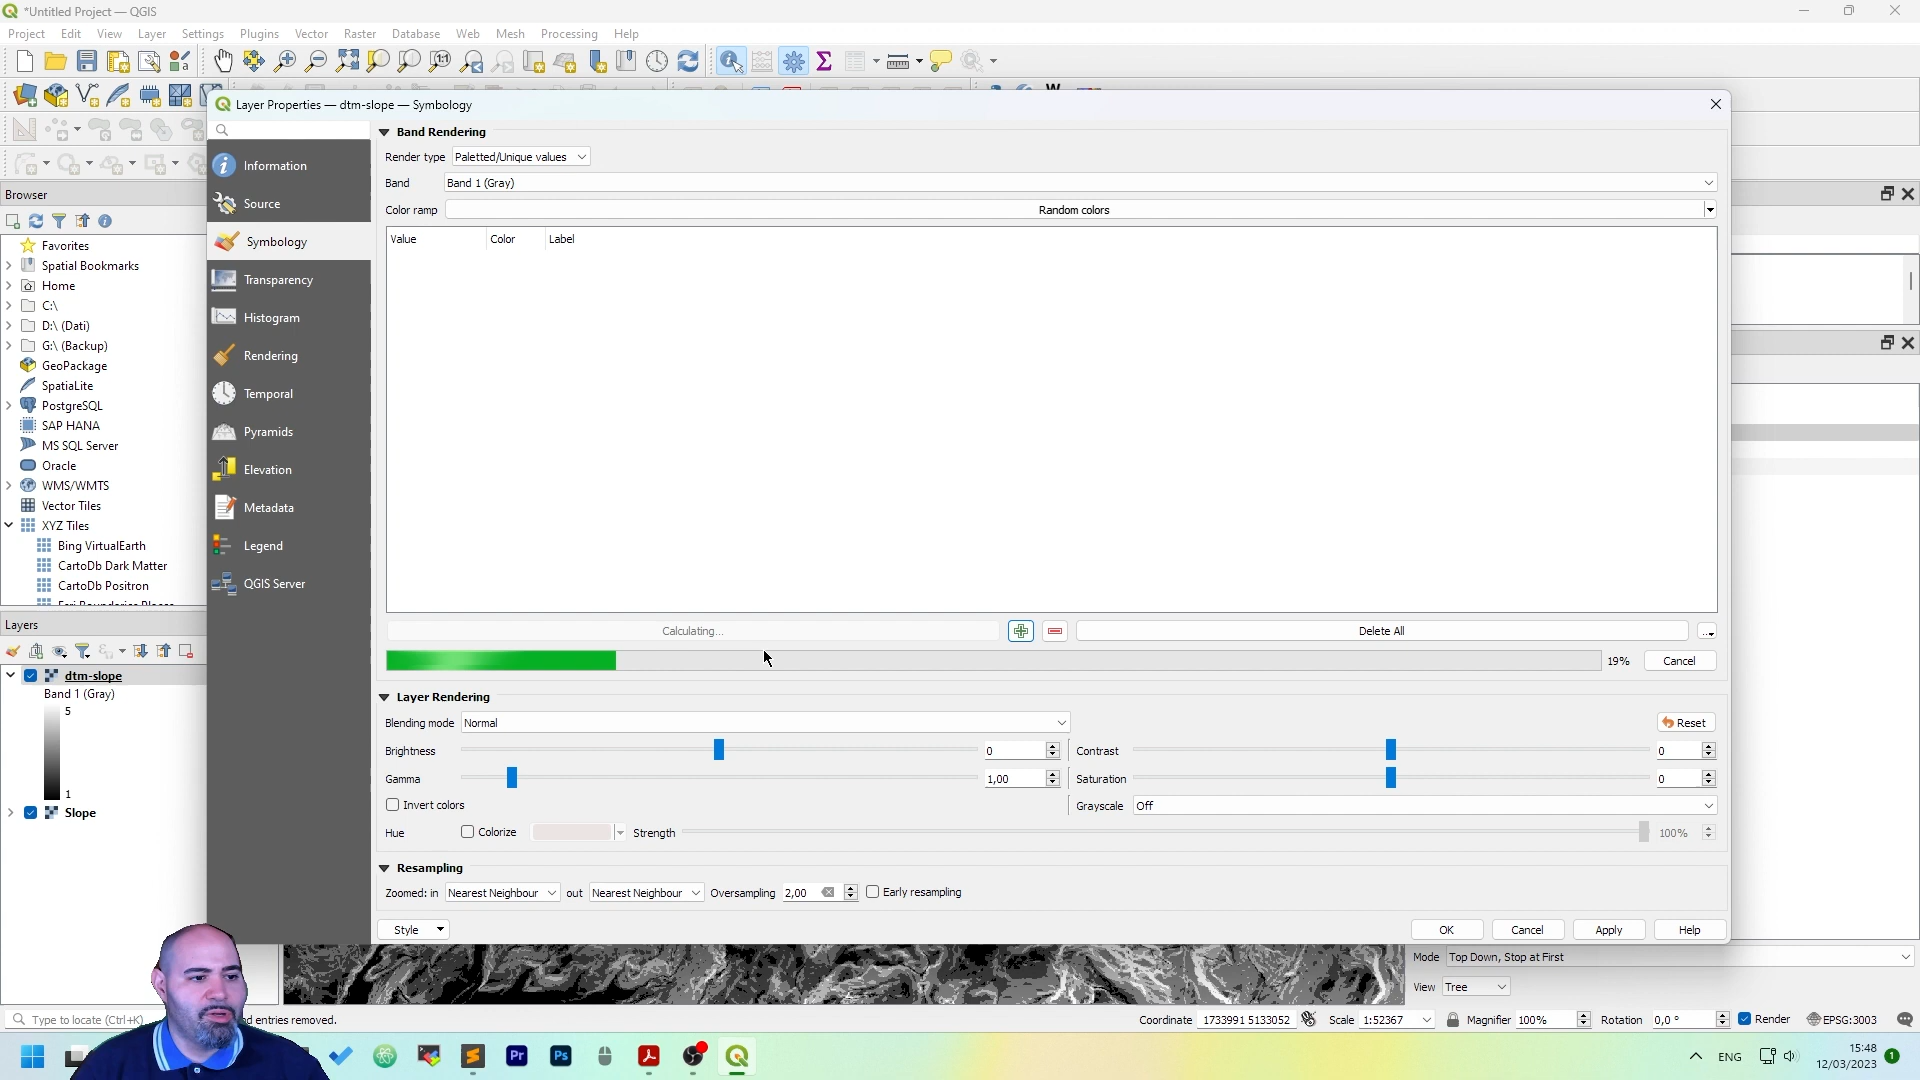 *Untitled Project — QGIS
Project Edit View Layer Settings Plugins Vector Raster Database Web Mesh Processing Help
Layer Properties — dtm-slope — Symbology
Information
Source
Symbology
Transparency
Histogram
Rendering
Temporal
Pyramids
Elevation
Metadata
Legend
QGIS Server
Band Rendering
Render type Paletted/Unique values
Band Band 1 (Gray)
Color ramp Random colors
Value Color Label
Calculating... Delete All ...
19% Cancel
Layer Rendering
Blending mode Normal Reset
Brightness 0 Contrast 0
Gamma 1,00 Saturation 0
Invert colors Grayscale Off
Hue Colorize Strength 100%
Resampling
Zoomed: in Nearest Neighbour out Nearest Neighbour Oversampling 2,00 Early resampling
Style OK Cancel Apply Help
Browser
Favorites
Spatial Bookmarks
Home
C:\
D:\ (Dati)
G:\ (Backup)
GeoPackage
SpatiaLite
PostgreSQL
SAP HANA
MS SQL Server
Oracle
WMS/WMTS
Vector Tiles
XYZ Tiles
Bing VirtualEarth
CartoDb Dark Matter
CartoDb Positron
Layers
dtm-slope
Band 1 (Gray)
5
1
Slope
Mode Top Down, Stop at First
View Tree
Type to locate (Ctrl+K) d entries removed. Coordinate 1733991 5133052 Scale 1:52367 Magnifier 100% Rotation 0,0 ° Render EPSG:3003
ENG 15:48
12/03/2023 1